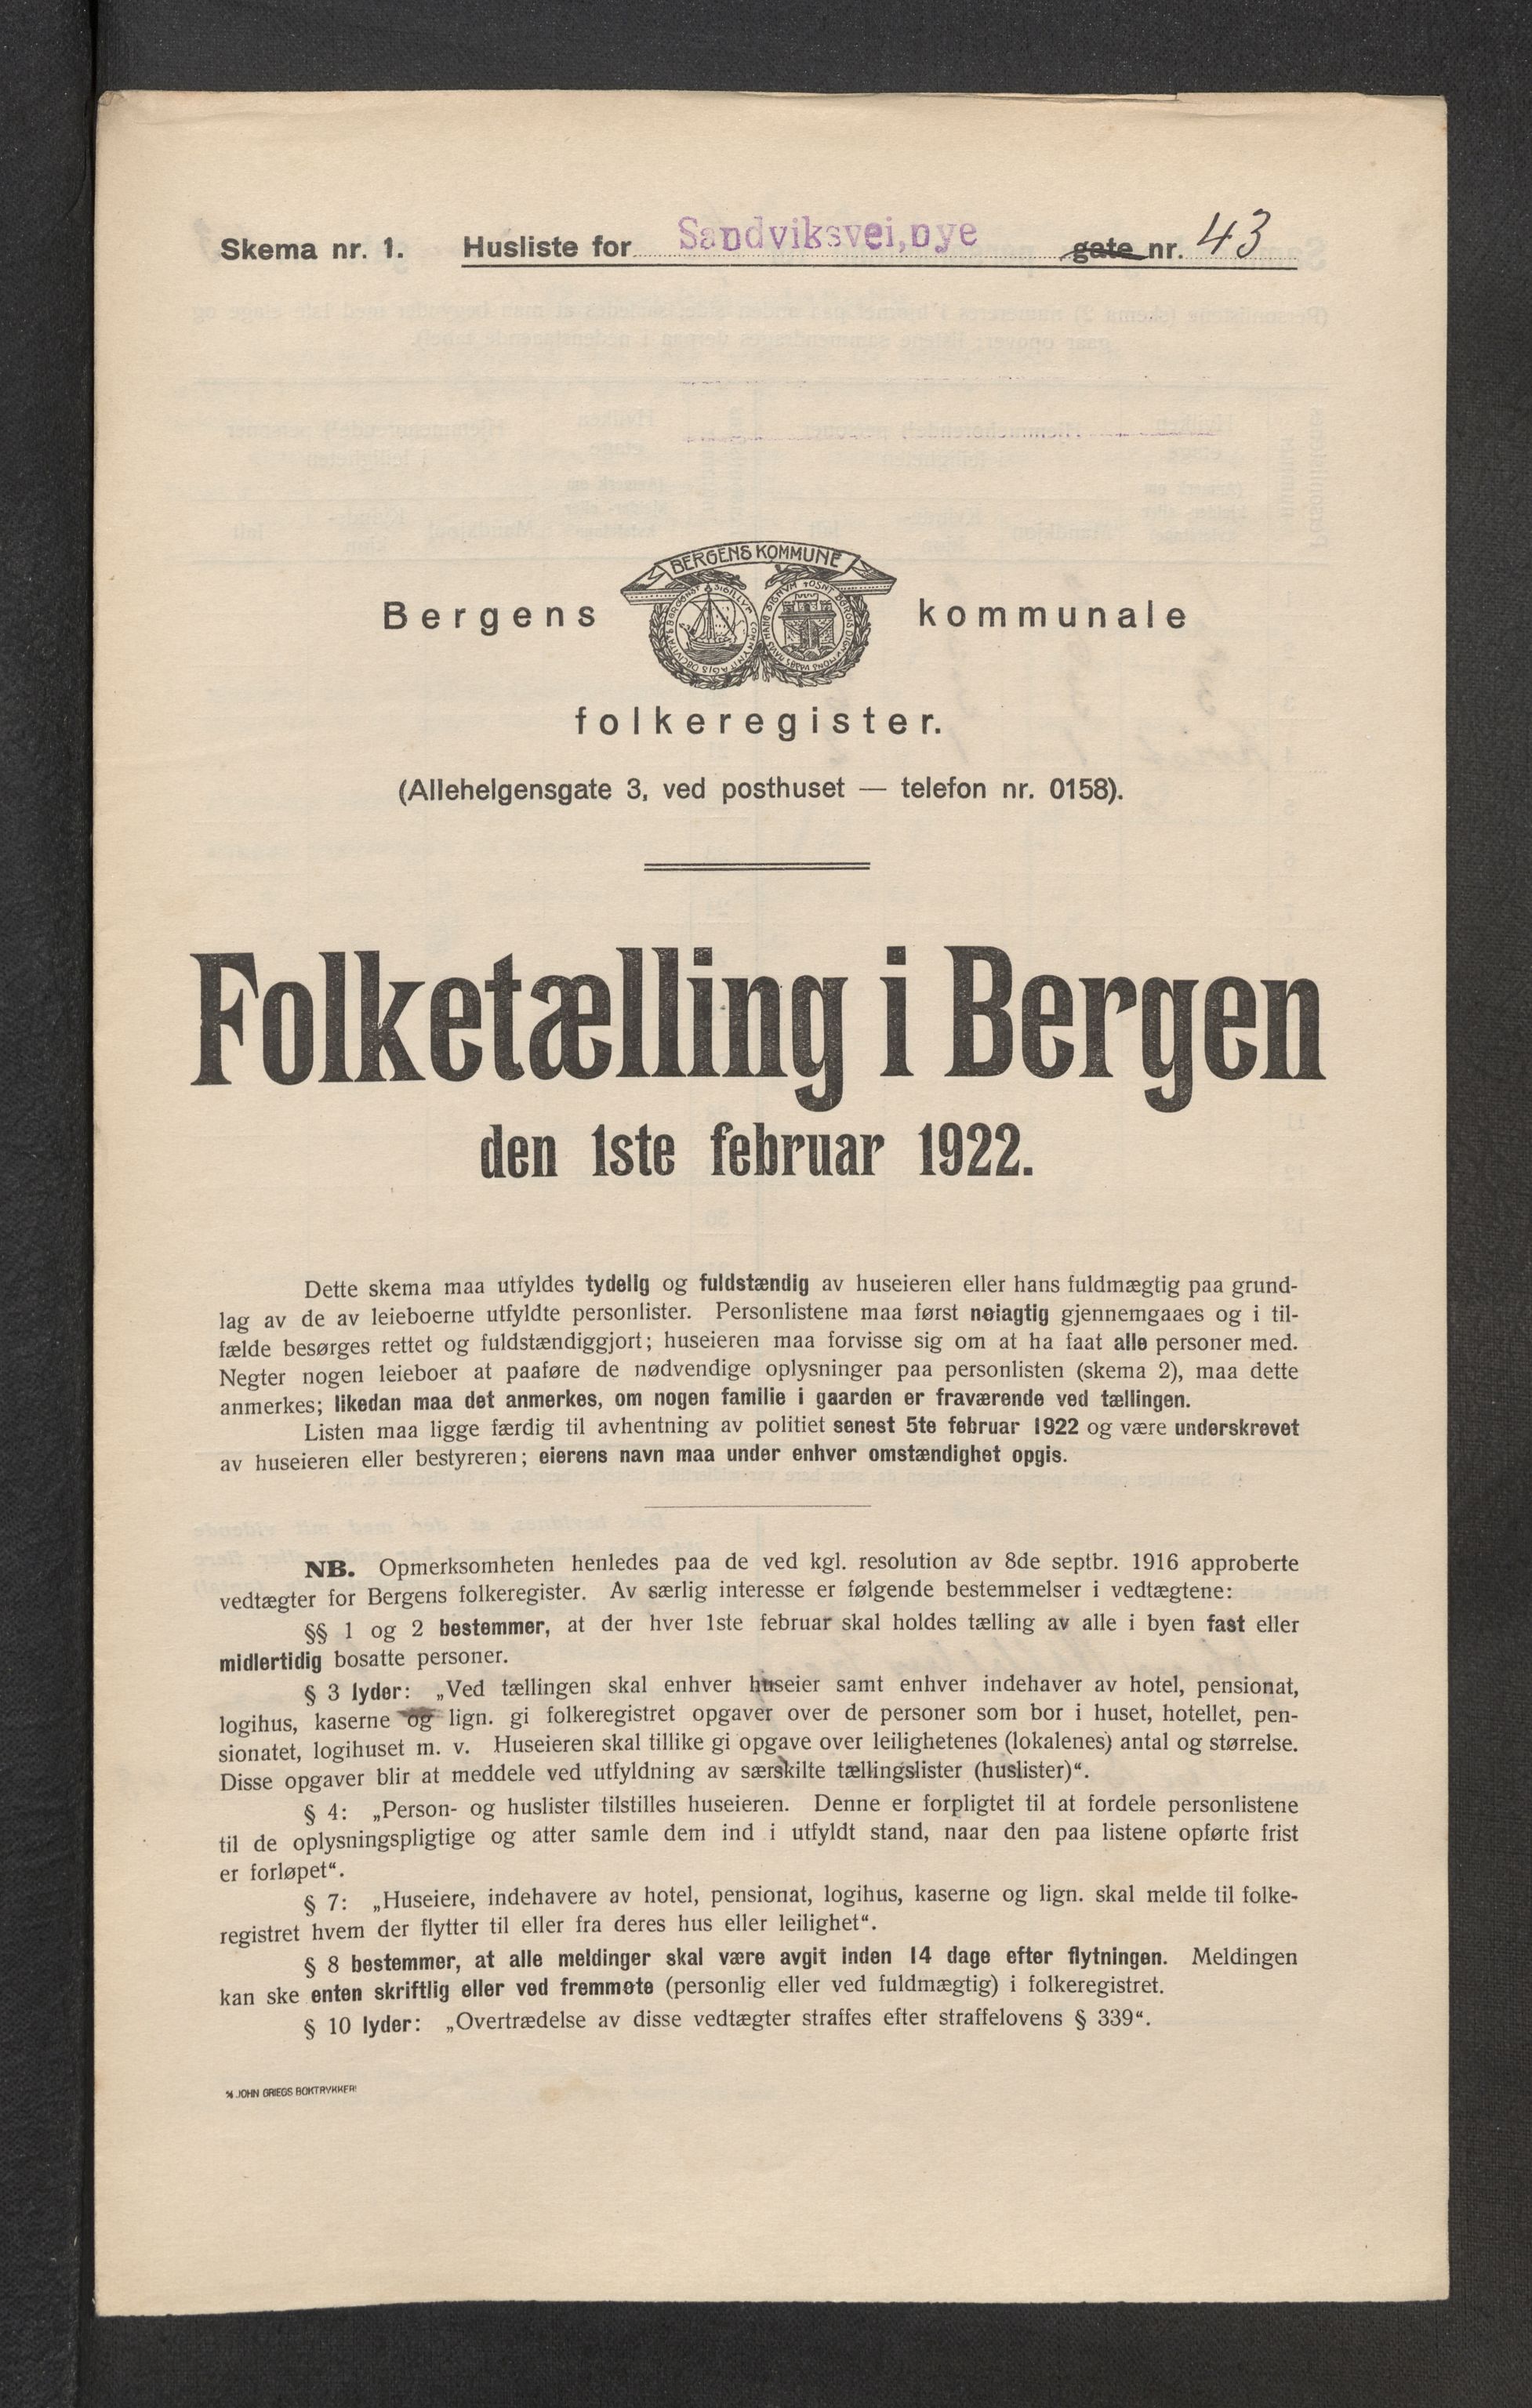 Skema nr. 1. Husliste for Sandviksvei, nye gate nr. 43
BERGENS KOMMUNE
Bergens kommunale
folkeregister.
(Allehelgensgate 3, ved posthuset — telefon nr. 0158).
Folketælling i Bergen
den 1ste februar 1922.
Dette skema maa utfyldes tydelig og fuldstændig av huseieren eller hans fuldmægtig paa grund-
lag av de av leieboerne utfyldte personlister. Personlistene maa først nøiagtig gjennemgaaes og i til-
fælde besørges rettet og fuldstændiggjort; huseieren maa forvisse sig om at ha faat alle personer med.
Negter nogen leieboer at paaføre de nødvendige oplysninger paa personlisten (skema 2), maa dette
anmerkes; likedan maa det anmerkes, om nogen familie i gaarden er fraværende ved tællingen.
Listen maa ligge færdig til avhentning av politiet senest 5te februar 1922 og være underskrevet
av huseieren eller bestyreren; eierens navn maa under enhver omstændighet opgis.
NB. Opmerksomheten henledes paa de ved kgl. resolution av 8de septbr. 1916 approberte
vedtægter for Bergens folkeregister. Av særlig interesse er følgende bestemmelser i vedtægtene:
§§ 1 og 2 bestemmer, at der hver 1ste februar skal holdes tælling av alle i byen fast eller
midlertidig bosatte personer.
§ 3 lyder: „Ved tællingen skal enhver huseier samt enhver indehaver av hotel, pensionat,
logihus, kaserne og lign. gi folkeregistret opgaver over de personer som bor i huset, hotellet, pen-
sionatet, logihuset m. v. Huseieren skal tillike gi opgave over leilighetenes (lokalenes) antal og størrelse.
Disse opgaver blir at meddele ved utfyldning av særskilte tællingslister (huslister)“.
§ 4: „Person- og huslister tilstilles huseieren. Denne er forpligtet til at fordele personlistene
til de oplysningspligtige og atter samle dem ind i utfyldt stand, naar den paa listene opførte frist
er forløpet“.
§ 7: „Huseiere, indehavere av hotel, pensionat, logihus, kaserne og lign. skal melde til folke-
registret hvem der flytter til eller fra deres hus eller leilighet“.
§ 8 bestemmer, at alle meldinger skal være avgit inden 14 dage efter flytningen. Meldingen
kan ske enten skriftlig eller ved fremmøte (personlig eller ved fuldmægtig) i folkeregistret.
§ 10 lyder: „Overtrædelse av disse vedtægter straffes efter straffelovens § 339“.
JOHN GRIEGS BOKTRYKKERI